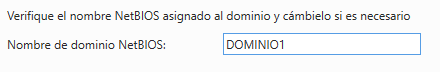 Verifique el nombre NetBIOS asignado al dominio y cámbielo si es necesario
Nombre de dominio NetBIOS: DOMINIO1